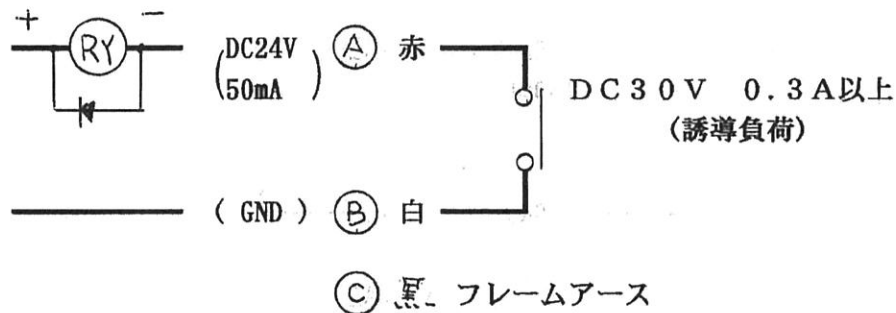 + RY -
(DC24V 50mA) Ⓐ 赤
DC30V 0.3A以上
(誘導負荷)
( GND ) Ⓑ 白
Ⓒ 黒 - フレームアース